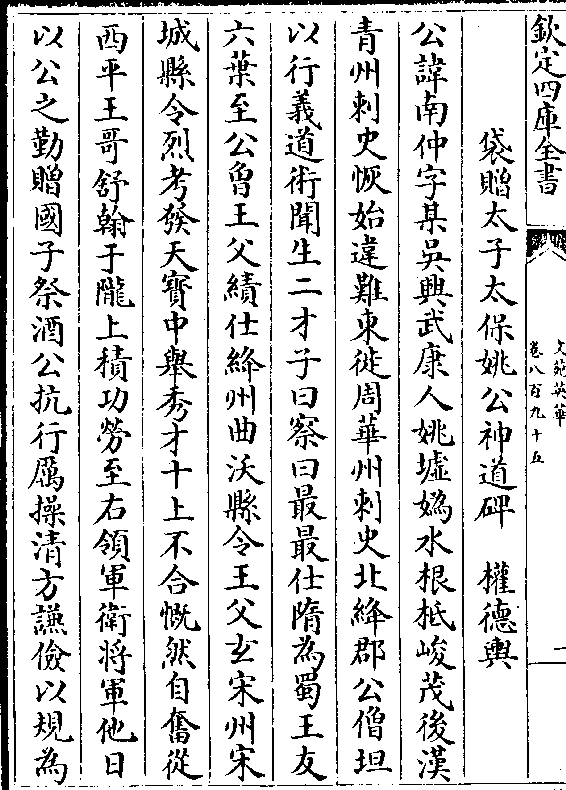 欽定四庫全書
文苑英華
卷八百九十五
一
袋贈太子太保姚公神道碑　權德輿
公諱南仲字某吳興武康人姚墟嬀水根柢峻茂後漢
青州刺史恢始違難東徙周華州刺史北絳郡公僧坦
以行義道術聞生二才子曰察曰最最仕隋為蜀王友
六葉至公曾王父績仕絳州曲沃縣令王父玄宋州宋
城縣令烈考發天寶中舉秀才十上不合慨然自奮從
西平王哥舒翰于隴上積功勞至右領軍衛將軍他日
以公之勤贈國子祭酒公抗行厲操清方謙儉以規為